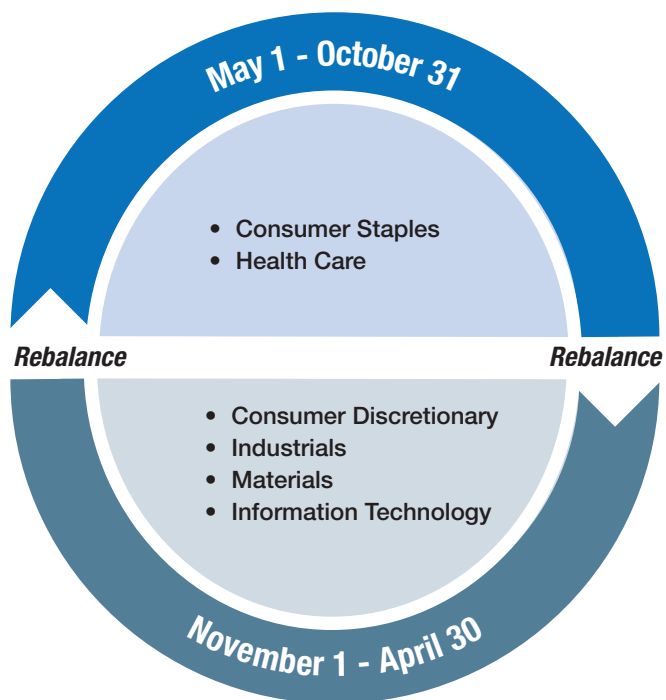 May 1 - October 31
• Consumer Staples
• Health Care
Rebalance
Rebalance
• Consumer Discretionary
• Industrials
• Materials
• Information Technology
November 1 - April 30